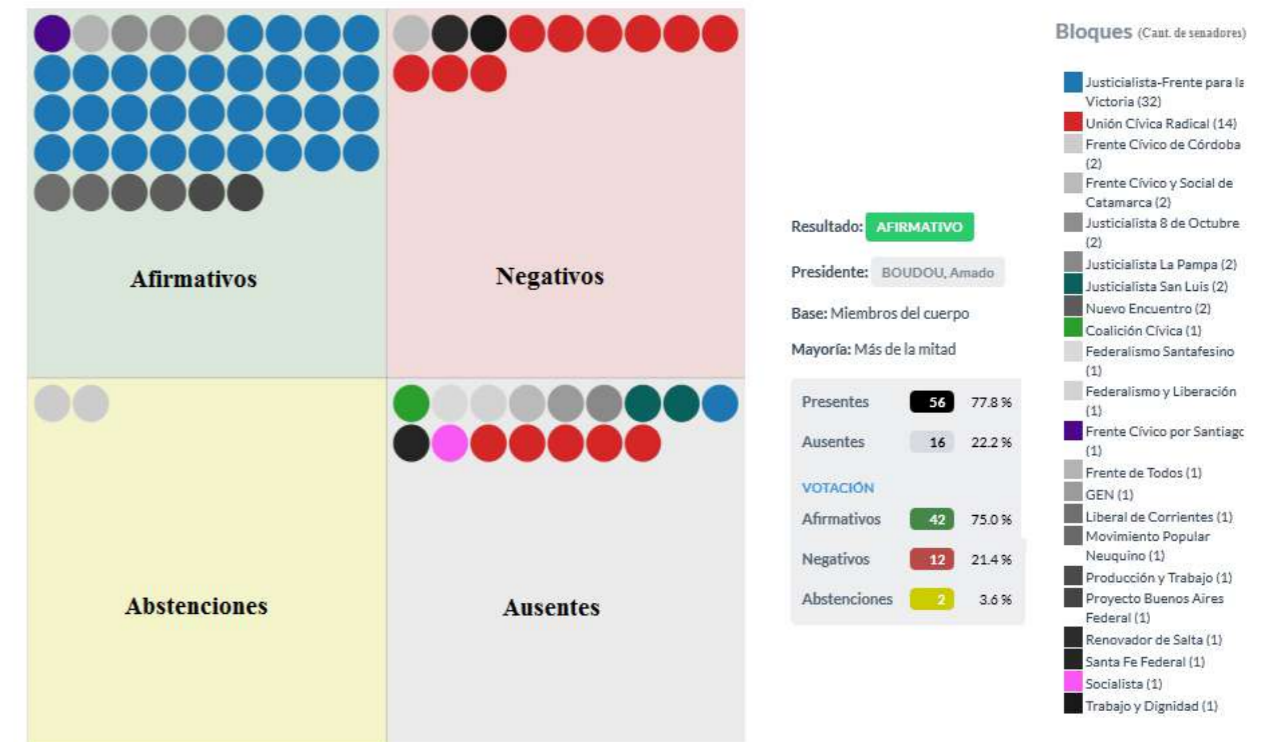 Afirmativos
Negativos
Abstenciones
Ausentes
Resultado: AFIRMATIVO
Presidente: BOUDOU, Amado
Base: Miembros del cuerpo
Mayoría: Más de la mitad
Presentes 56 77.8 %
Ausentes 16 22.2 %
VOTACIÓN
Afirmativos 42 75.0 %
Negativos 12 21.4 %
Abstenciones 2 3.6 %
Bloques (Cant. de senadores)
Justicialista-Frente para la
Victoria (32)
Unión Cívica Radical (14)
Frente Cívico de Córdoba
(2)
Frente Cívico y Social de
Catamarca (2)
Justicialista 8 de Octubre
(2)
Justicialista La Pampa (2)
Justicialista San Luis (2)
Nuevo Encuentro (2)
Coalición Cívica (1)
Federalismo Santafesino
(1)
Federalismo y Liberación
(1)
Frente Cívico por Santiago
(1)
Frente de Todos (1)
GEN (1)
Liberal de Corrientes (1)
Movimiento Popular
Neuquino (1)
Producción y Trabajo (1)
Proyecto Buenos Aires
Federal (1)
Renovador de Salta (1)
Santa Fe Federal (1)
Socialista (1)
Trabajo y Dignidad (1)